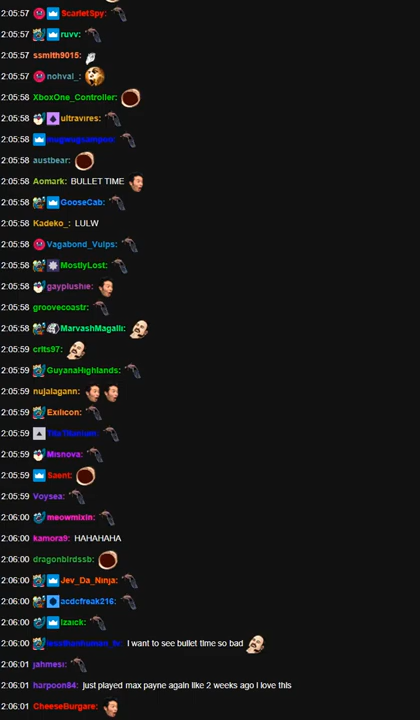 2:05:57 ScarletSpy:
2:05:57 ruvv:
2:05:57 ssmith9015:
2:05:57 nohval_:
2:05:58 XboxOne_Controller:
2:05:58 ultravires:
2:05:58
2:05:58 austbear:
2:05:58 Aomark: BULLET TIME
2:05:58 GooseCab:
2:05:58 Kadeko_: LULW
2:05:58 Vagabond_Vulps:
2:05:58 MostlyLost:
2:05:58 gayplushie:
2:05:58 groovecoastr:
2:05:58 MarvashMagalli:
2:05:59 crits97:
2:05:59 GuyanaHighlands:
2:05:59 nujalagann:
2:05:59 Exilicon:
2:05:59
2:05:59 Misnova:
2:05:59 Saent:
2:05:59 Voysea:
2:06:00 meowmixin:
2:06:00 kamora9: HAHAHAHA
2:06:00 dragonbirdssb:
2:06:00 Jev_Da_Ninja:
2:06:00 acdcfreak216:
2:06:00 Izaick:
2:06:00 I want to see bullet time so bad
2:06:01 jahmesi:
2:06:01 harpoon84: just played max payne again like 2 weeks ago I love this
2:06:01 CheeseBurgare: